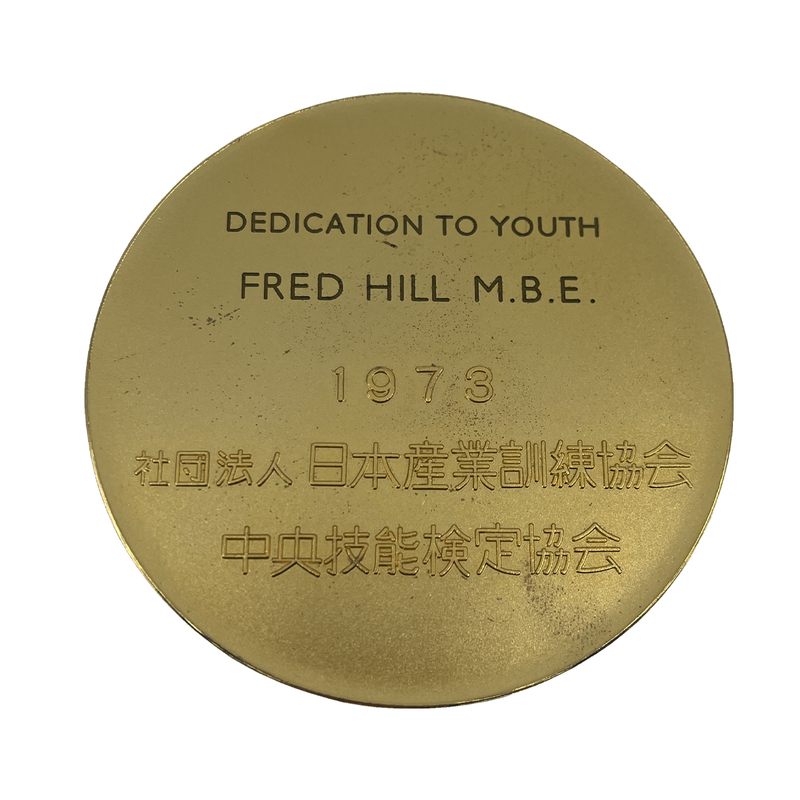 DEDICATION TO YOUTH
FRED HILL M.B.E.
1973
社団法人 日本産業訓練協会
中央技能検定協会